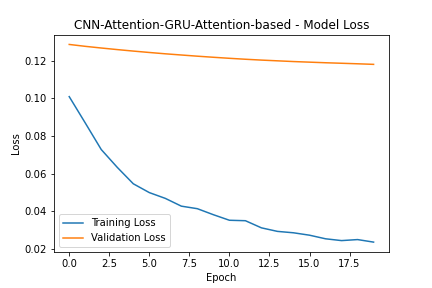 CNN-Attention-GRU-Attention-based - Model Loss
Loss
0.12
0.10
0.08
0.06
0.04
0.02
Training Loss
Validation Loss
0.0 2.5 5.0 7.5 10.0 12.5 15.0 17.5
Epoch